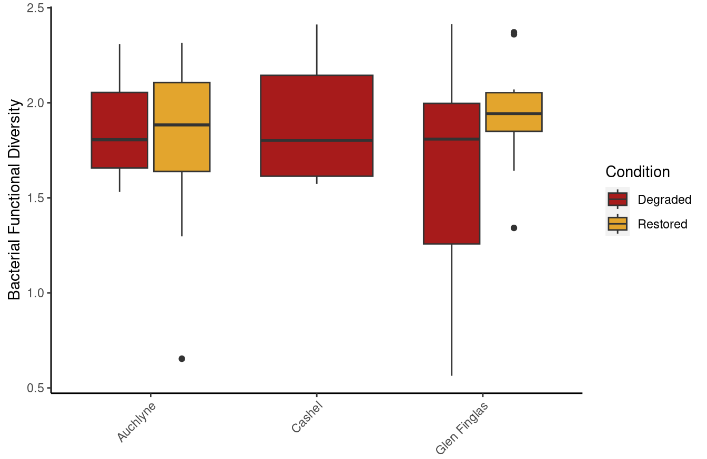 Bacterial Functional Diversity
2.5
2.0
1.5
1.0
0.5
Auchlyne
Cashel
Glen Finglas
Condition
Degraded
Restored